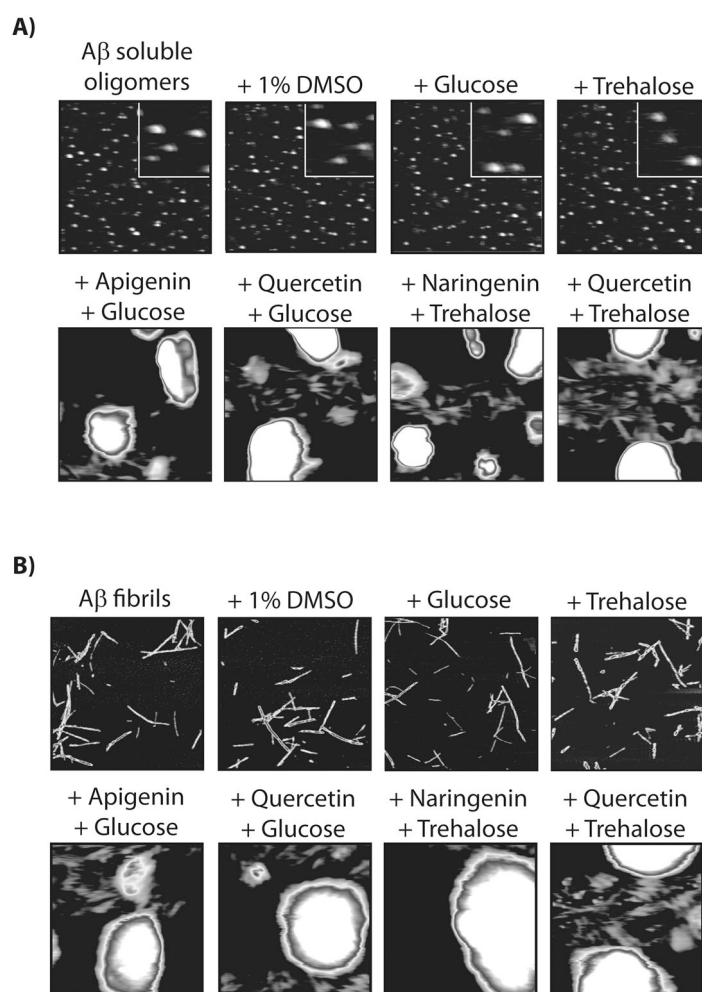 A)
Aβ soluble
oligomers
+ 1% DMSO
+ Glucose
+ Trehalose
+ Apigenin
+ Glucose
+ Quercetin
+ Glucose
+ Naringenin
+ Trehalose
+ Quercetin
+ Trehalose
B)
Aβ fibrils
+ 1% DMSO
+ Glucose
+ Trehalose
+ Apigenin
+ Glucose
+ Quercetin
+ Glucose
+ Naringenin
+ Trehalose
+ Quercetin
+ Trehalose